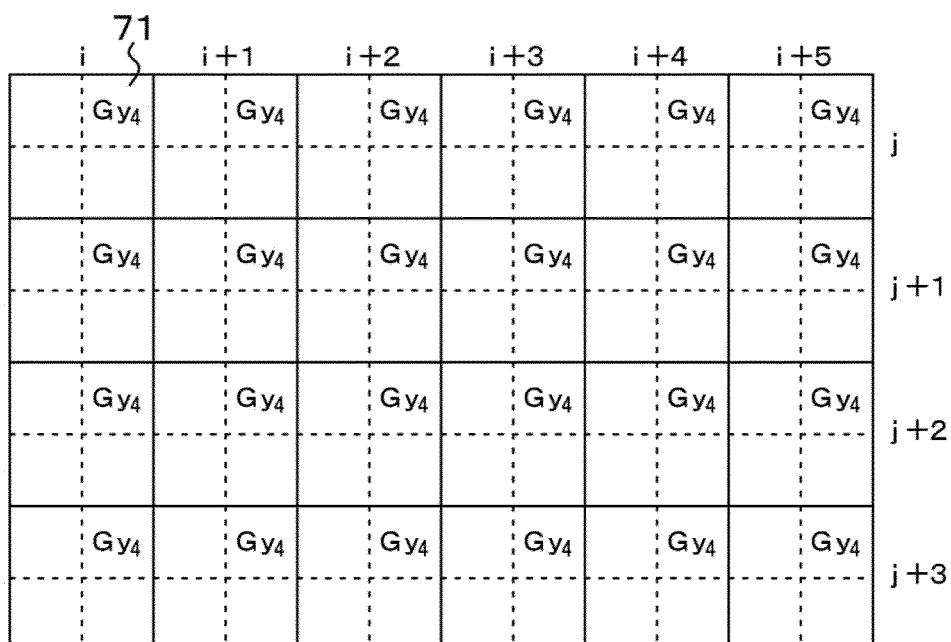 71
i i+1 i+2 i+3 i+4 i+5
Gy₄ Gy₄ Gy₄ Gy₄ Gy₄ Gy₄
j
Gy₄ Gy₄ Gy₄ Gy₄ Gy₄ Gy₄
j+1
Gy₄ Gy₄ Gy₄ Gy₄ Gy₄ Gy₄
j+2
Gy₄ Gy₄ Gy₄ Gy₄ Gy₄ Gy₄
j+3